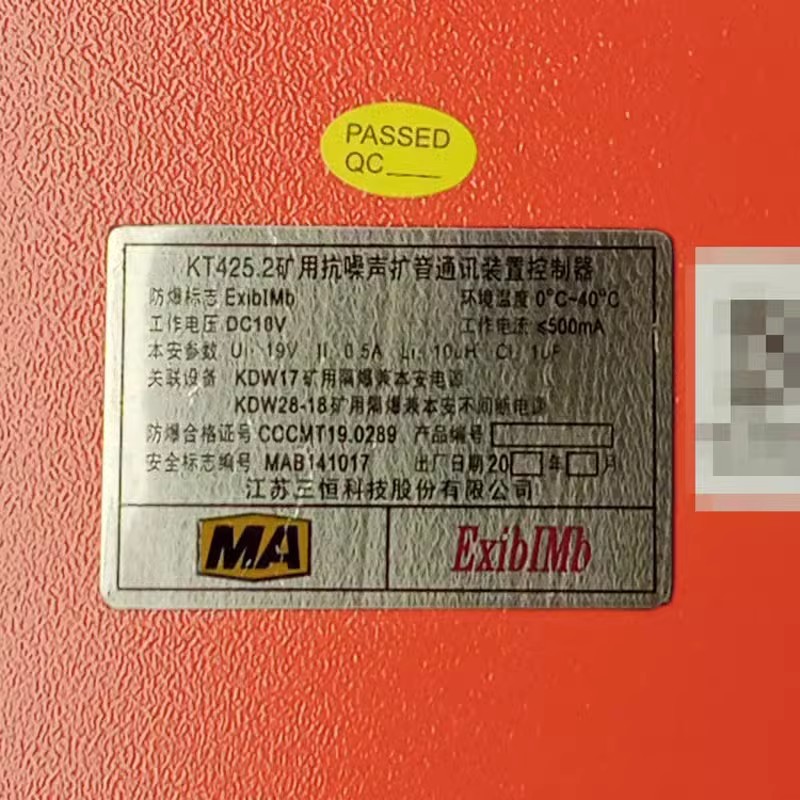 PASSED
QC
KT425.2矿用抗噪声扩音通讯装置控制器
防爆标志 ExibIMb 环境温度 0°C~40°C
工作电压 DC18V 工作电流 ≤500mA
本安参数 Ui: 19V Ii: 0.5A Li: 10uH Ci: 1uF
关联设备 KDW17矿用隔爆兼本安电源
KDW28-18矿用隔爆兼本安不间断电源
防爆合格证号 CCCMT19.0289 产品编号
安全标志编号 MAB141017 出厂日期 20 年 月
江苏三恒科技股份有限公司
MA ExibIMb